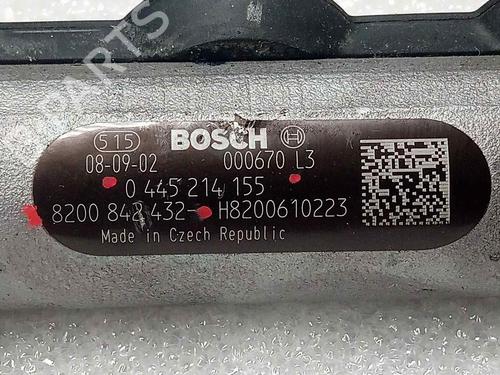 515 BOSCH
08-09-02 000670 L3
0 445 214 155
8200 842 432 - H8200610223
Made in Czech Republic
PARTS